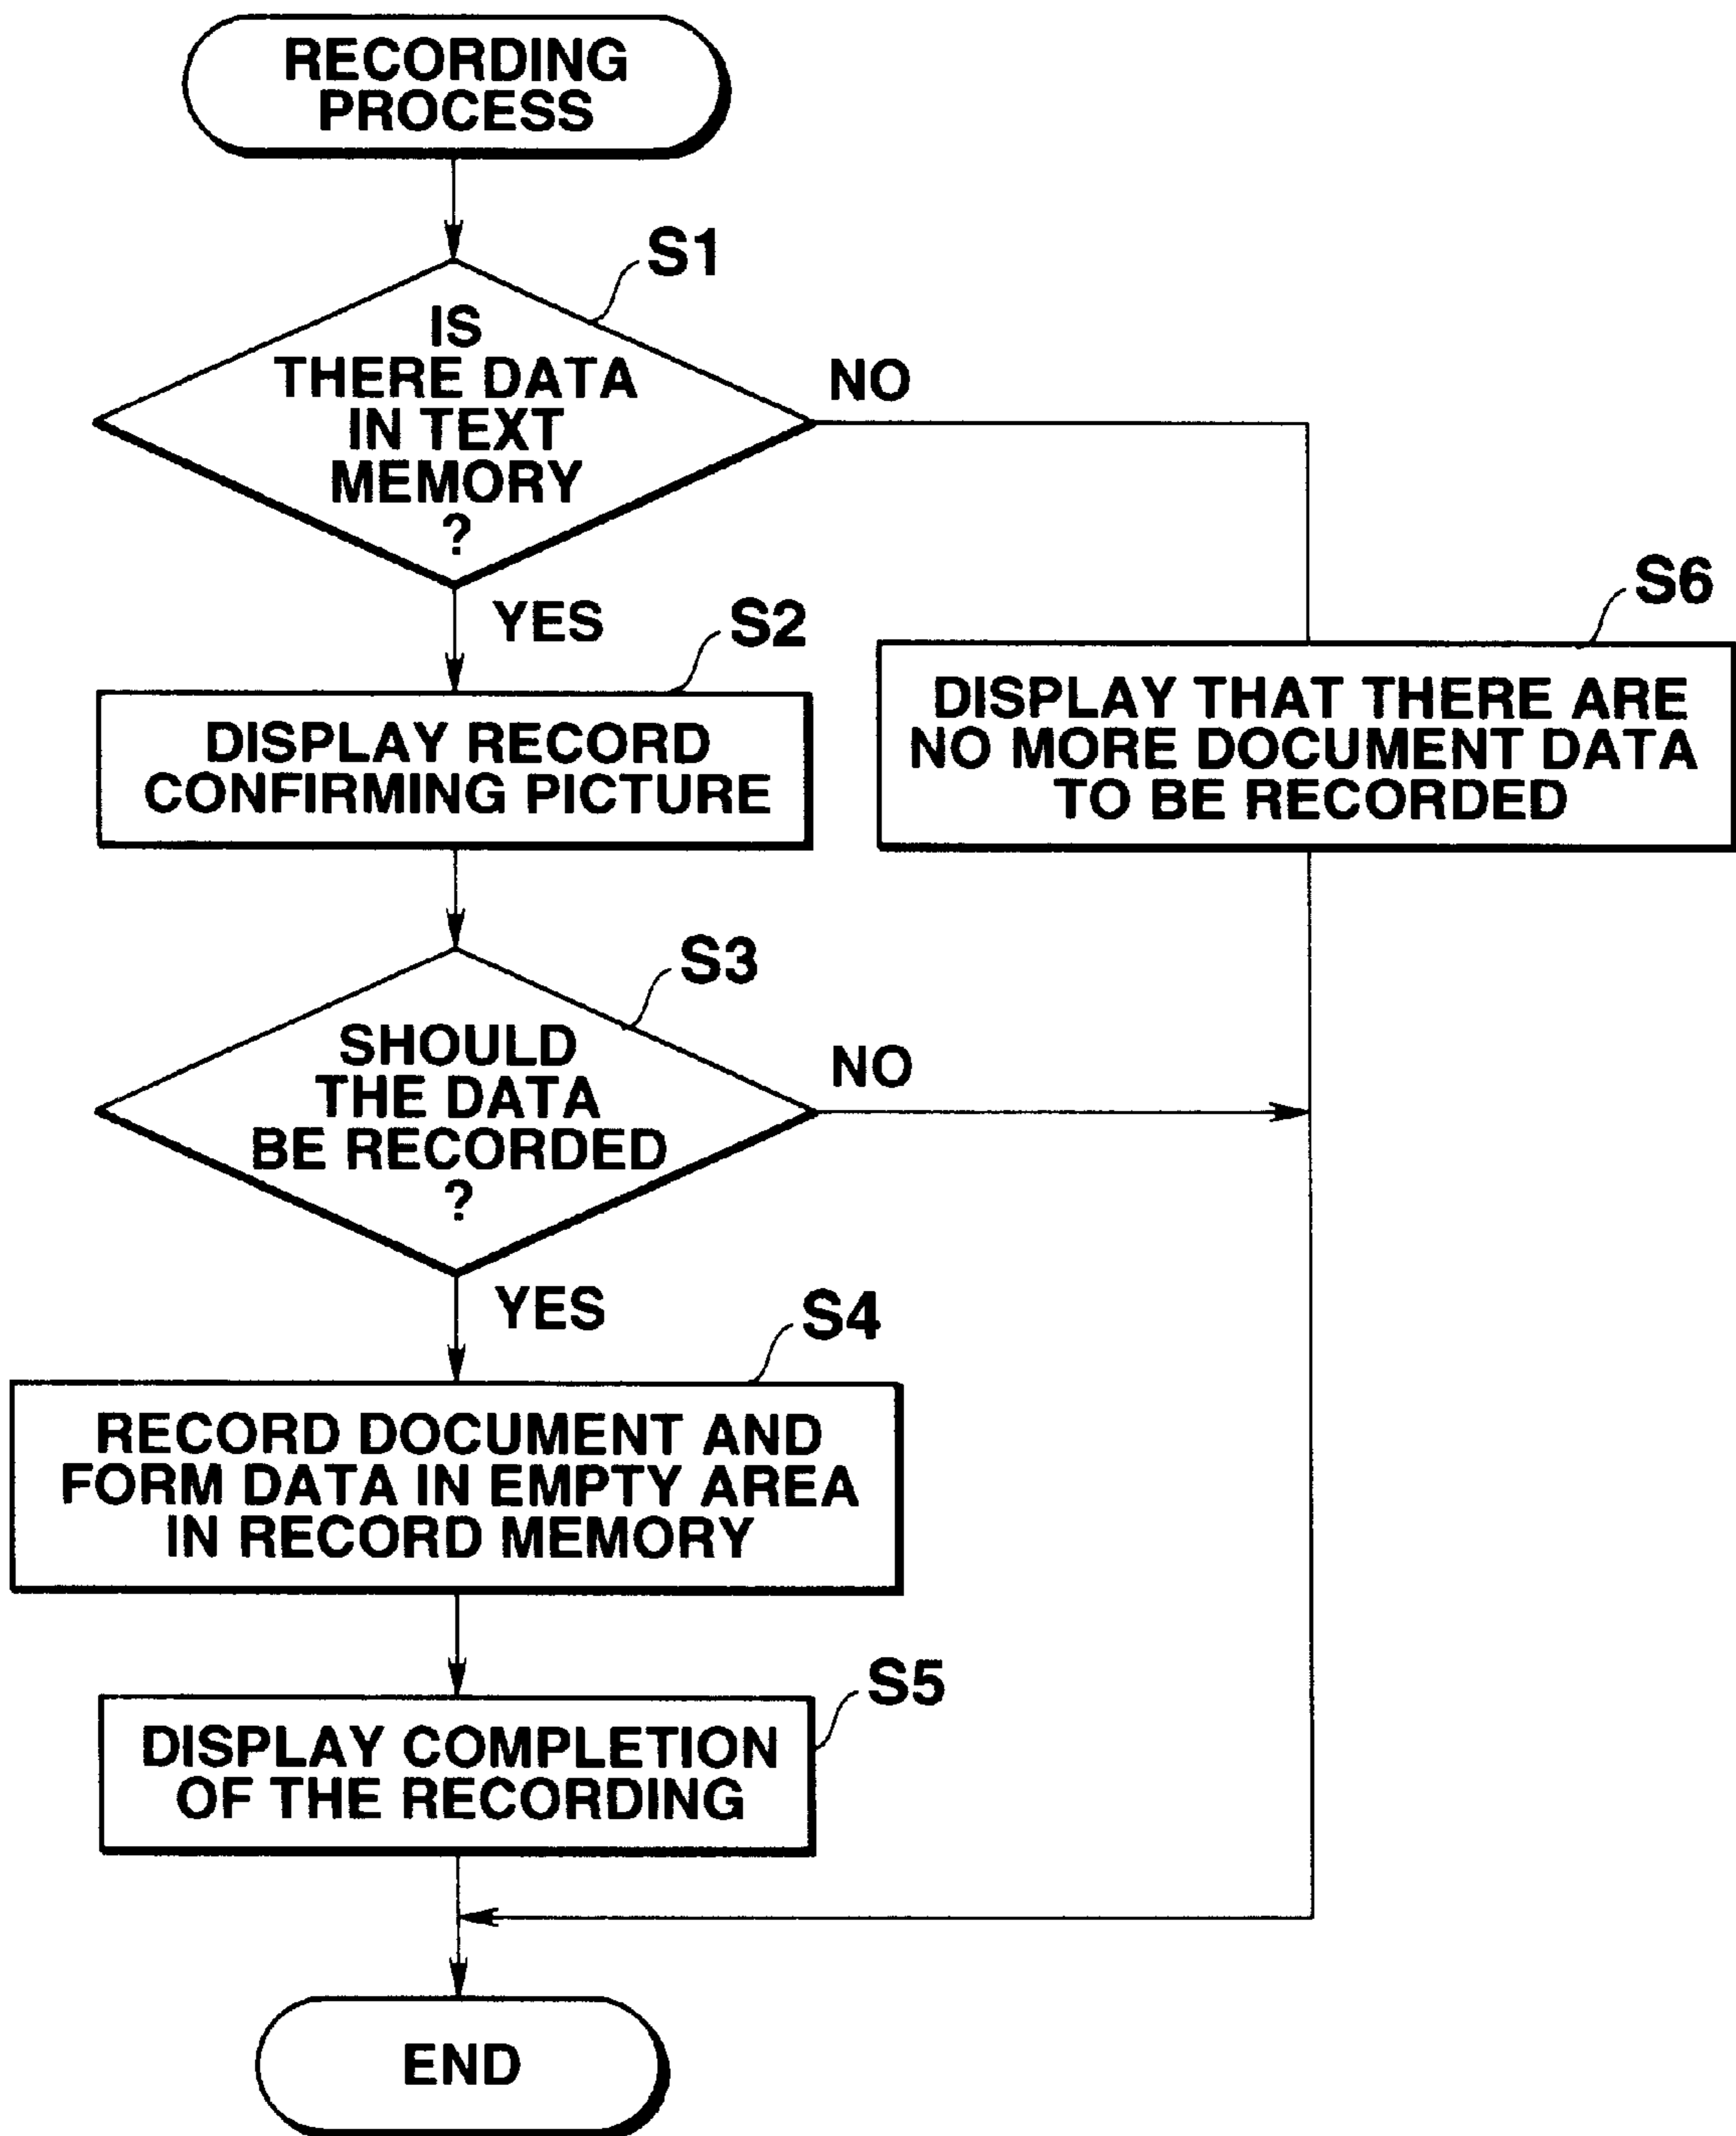 RECORDING
PROCESS
S1
IS
THERE DATA
IN TEXT
MEMORY
?
NO
YES
S2
DISPLAY RECORD
CONFIRMING PICTURE
S6
DISPLAY THAT THERE ARE
NO MORE DOCUMENT DATA
TO BE RECORDED
S3
SHOULD
THE DATA
BE RECORDED
?
NO
YES
S4
RECORD DOCUMENT AND
FORM DATA IN EMPTY AREA
IN RECORD MEMORY
S5
DISPLAY COMPLETION
OF THE RECORDING
END